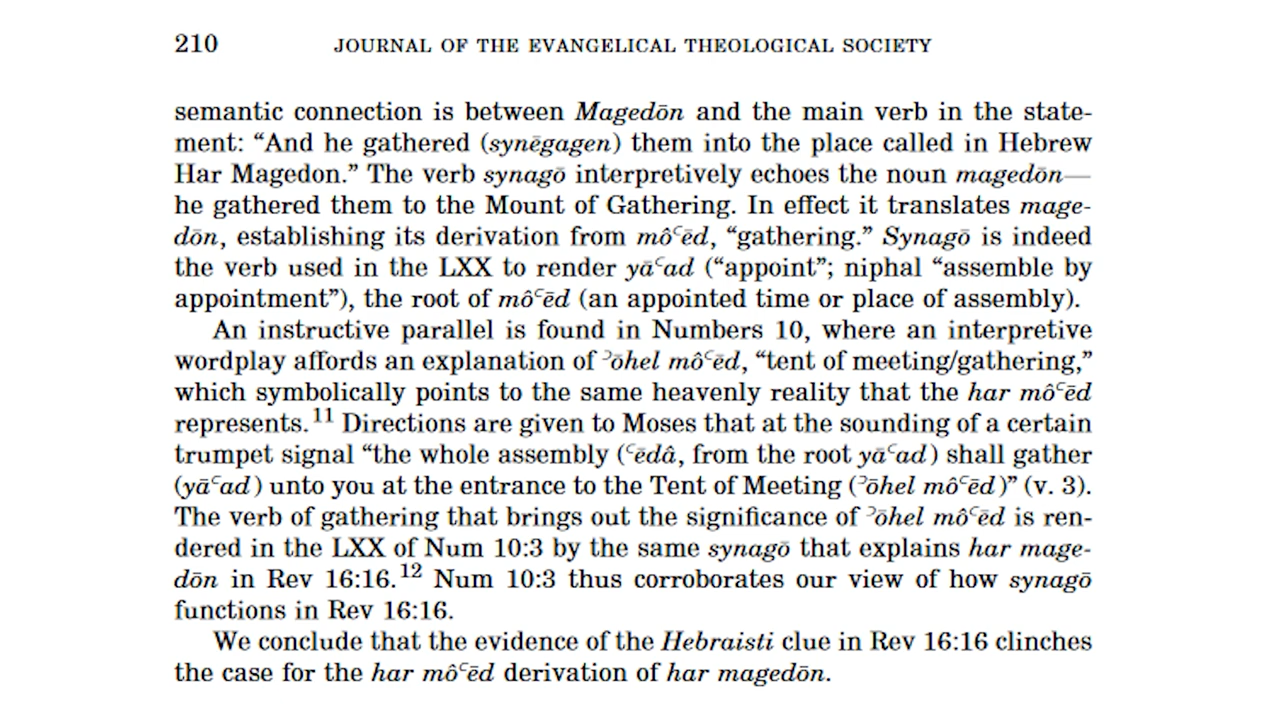 210 JOURNAL OF THE EVANGELICAL THEOLOGICAL SOCIETY
semantic connection is between Magedōn and the main verb in the state-
ment: “And he gathered (synēgagen) them into the place called in Hebrew
Har Magedon.” The verb synagō interpretively echoes the noun magedōn—
he gathered them to the Mount of Gathering. In effect it translates mage-
dōn, establishing its derivation from môʿēd, “gathering.” Synagō is indeed
the verb used in the LXX to render yāʿad (“appoint”; niphal “assemble by
appointment”), the root of môʿēd (an appointed time or place of assembly).
An instructive parallel is found in Numbers 10, where an interpretive
wordplay affords an explanation of ʾōhel môʿēd, “tent of meeting/gathering,”
which symbolically points to the same heavenly reality that the har môʿēd
represents.11 Directions are given to Moses that at the sounding of a certain
trumpet signal “the whole assembly (ʿēdâ, from the root yāʿad) shall gather
(yāʿad) unto you at the entrance to the Tent of Meeting (ʾōhel môʿēd)” (v. 3).
The verb of gathering that brings out the significance of ʾōhel môʿēd is ren-
dered in the LXX of Num 10:3 by the same synagō that explains har mage-
dōn in Rev 16:16.12 Num 10:3 thus corroborates our view of how synagō
functions in Rev 16:16.
We conclude that the evidence of the Hebraisti clue in Rev 16:16 clinches
the case for the har môʿēd derivation of har magedōn.